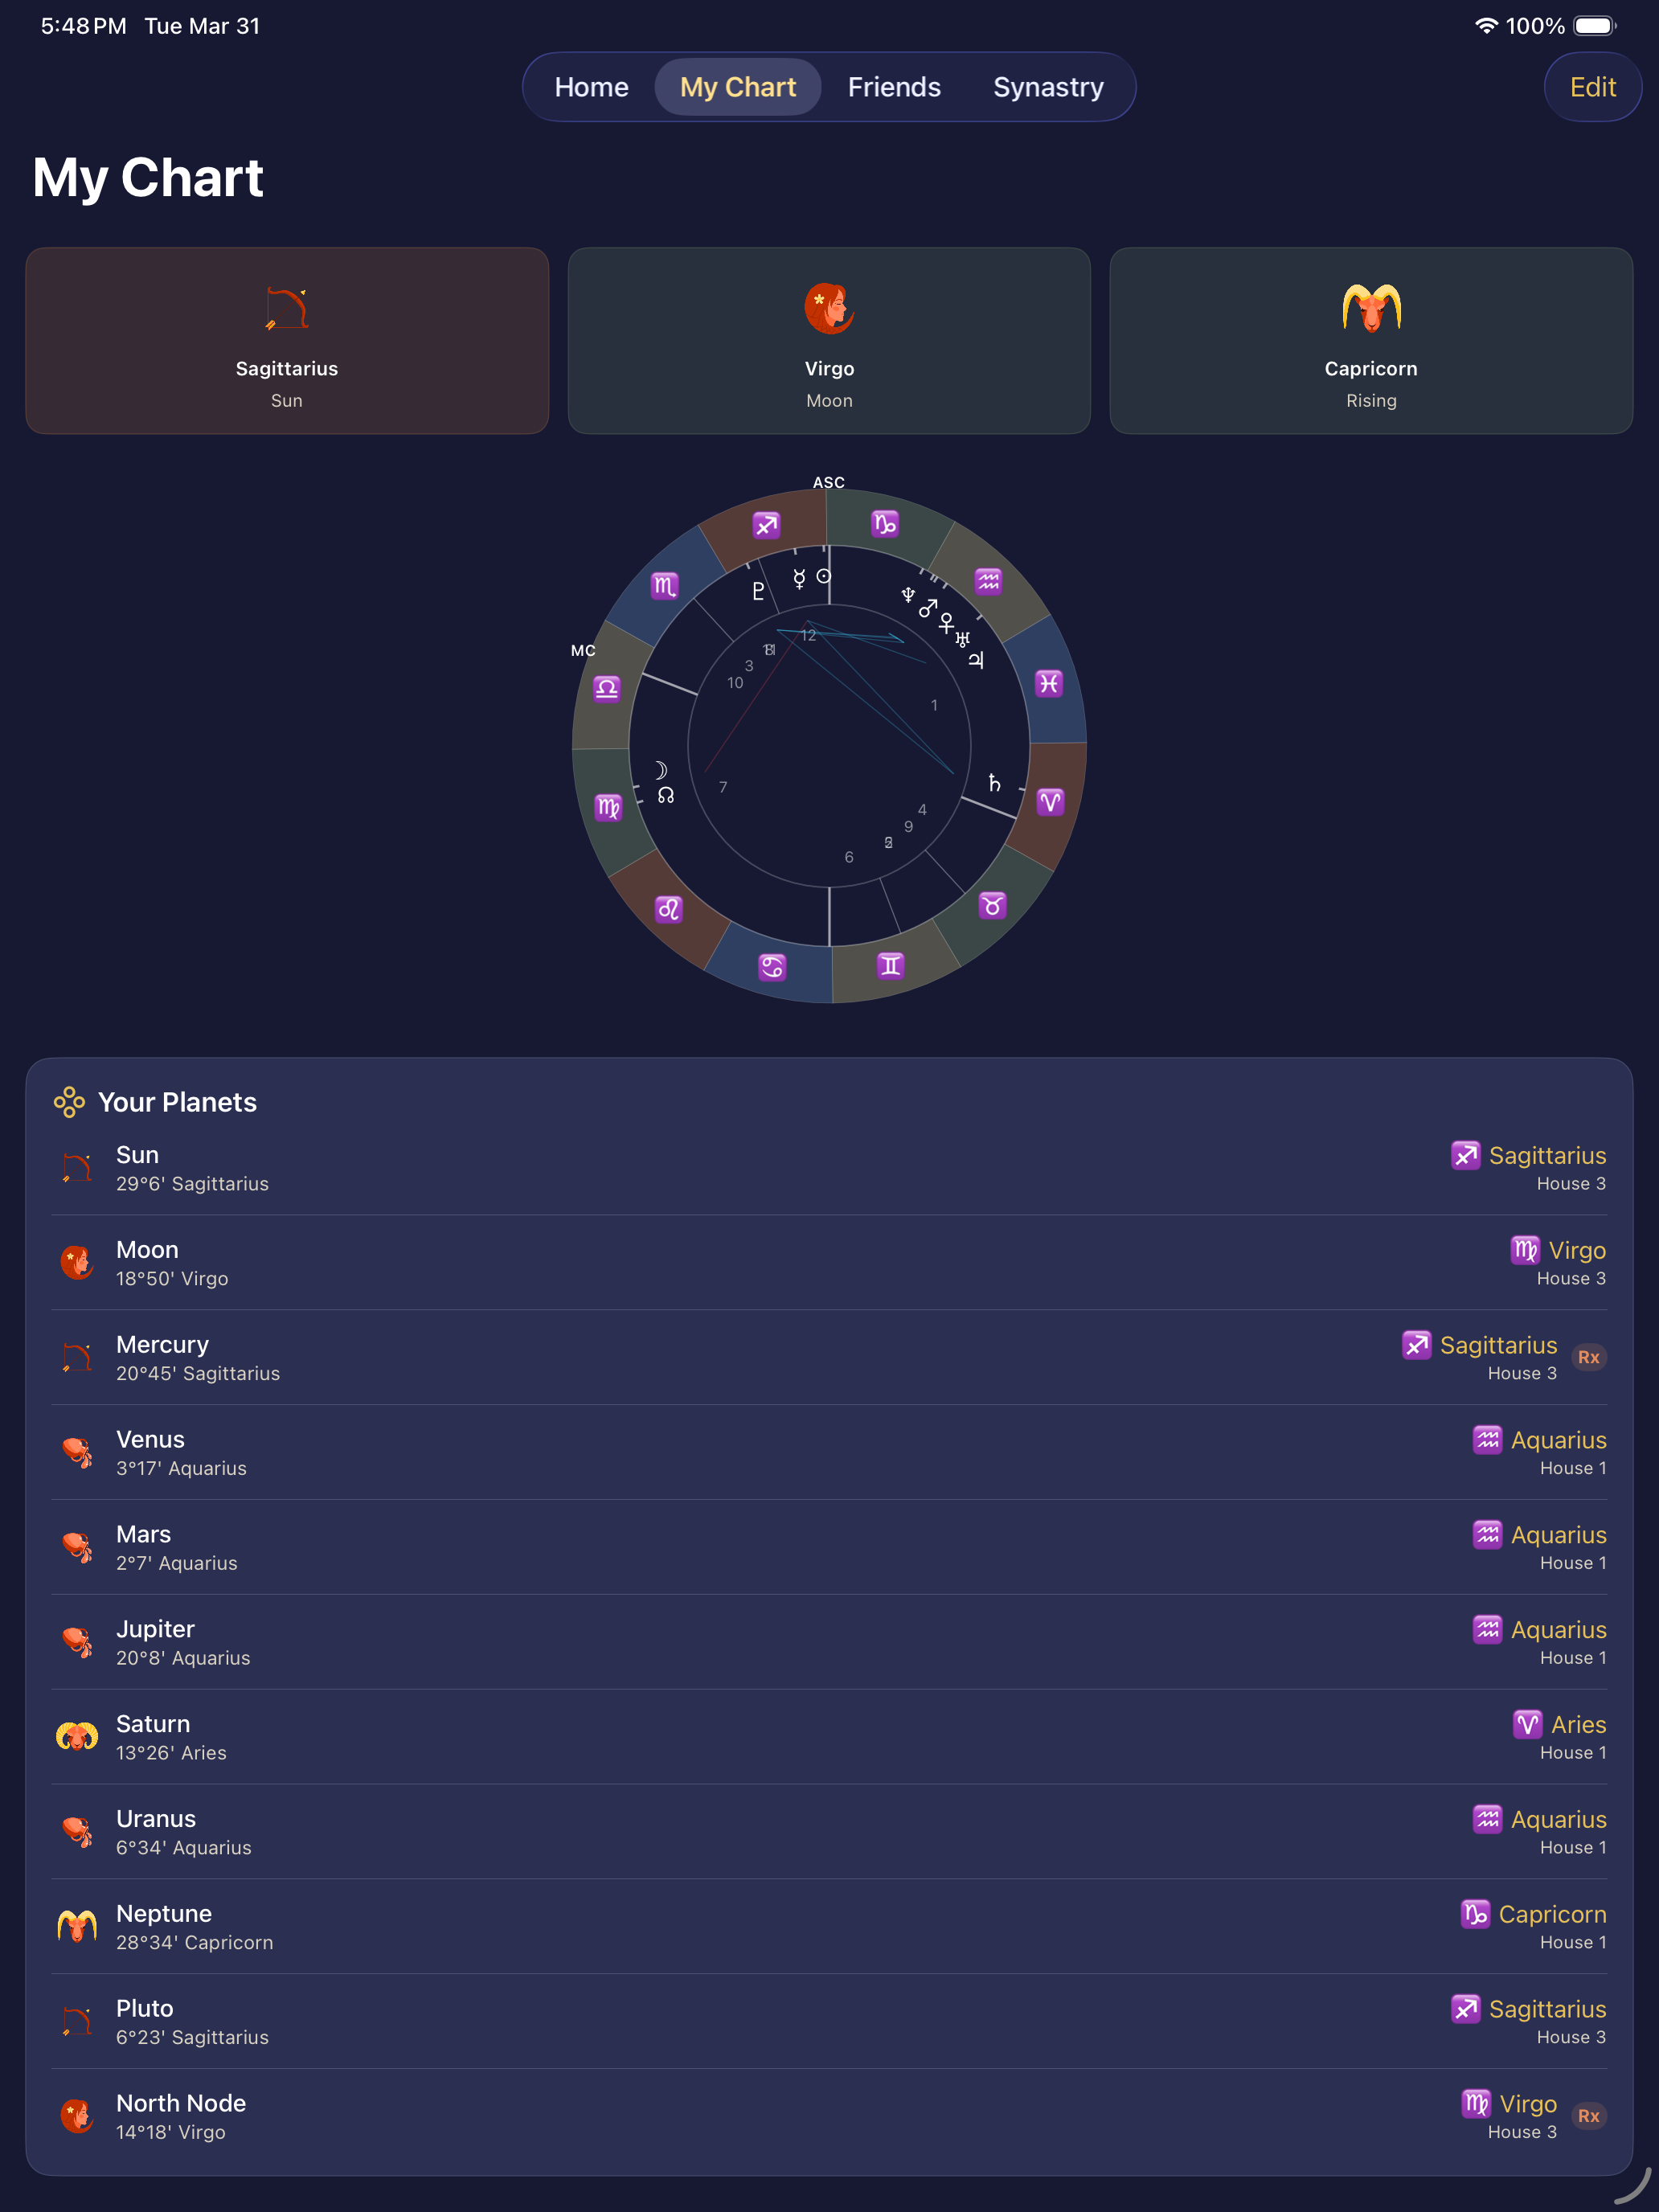 5:48 PM Tue Mar 31
100%
Home
My Chart
Friends
Synastry
Edit
My Chart
Sagittarius
Sun
Virgo
Moon
Capricorn
Rising
ASC
MC
12
3
10
1
7
4
9
6
Your Planets
Sun
29°6' Sagittarius
♐ Sagittarius
House 3
Moon
18°50' Virgo
♍ Virgo
House 3
Mercury
20°45' Sagittarius
♐ Sagittarius
House 3
Rx
Venus
3°17' Aquarius
♒ Aquarius
House 1
Mars
2°7' Aquarius
♒ Aquarius
House 1
Jupiter
20°8' Aquarius
♒ Aquarius
House 1
Saturn
13°26' Aries
♈ Aries
House 1
Uranus
6°34' Aquarius
♒ Aquarius
House 1
Neptune
28°34' Capricorn
♑ Capricorn
House 1
Pluto
6°23' Sagittarius
♐ Sagittarius
House 3
North Node
14°18' Virgo
♍ Virgo
House 3
Rx